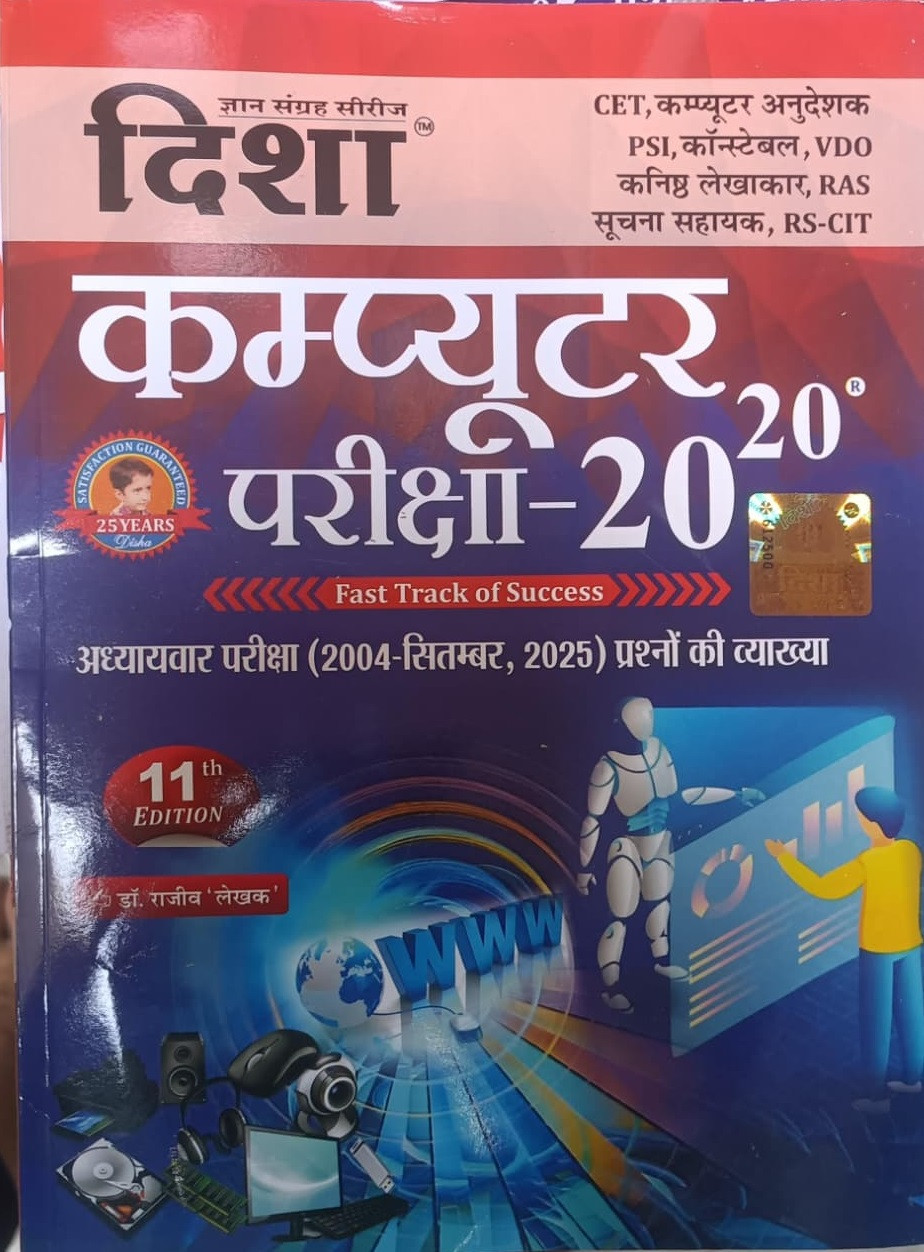 ज्ञान संग्रह सीरीज
दिशा TM
CET, कम्प्यूटर अनुदेशक
PSI, कॉन्स्टेबल, VDO
कनिष्ठ लेखाकार, RAS
सूचना सहायक, RS-CIT
कम्प्यूटर
परीक्षा-20 20 ®
SATISFACTION GUARANTEED
25 YEARS
Disha
Fast Track of Success
अध्यायवार परीक्षा (2004-सितम्बर, 2025) प्रश्नों की व्याख्या
11th
EDITION
डॉ. राजीव 'लेखक'
WWW